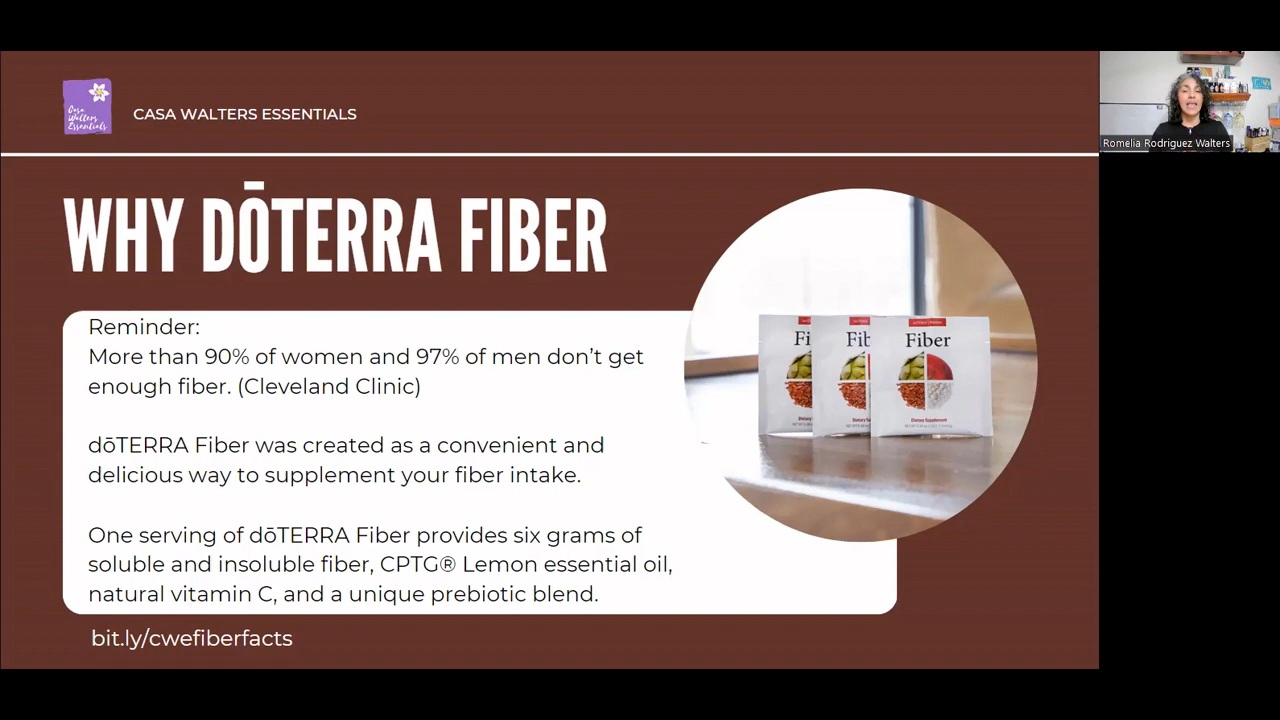 Casa
Walters
Essentials
CASA WALTERS ESSENTIALS
Romelia Rodríguez Walters
WHY DŌTERRA FIBER
Reminder:
More than 90% of women and 97% of men don’t get
enough fiber. (Cleveland Clinic)
dōTERRA Fiber was created as a convenient and
delicious way to supplement your fiber intake.
One serving of dōTERRA Fiber provides six grams of
soluble and insoluble fiber, CPTG® Lemon essential oil,
natural vitamin C, and a unique prebiotic blend.
Fi
Fib
Fiber
Dietary Supplement
bit.ly/cwefiberfacts